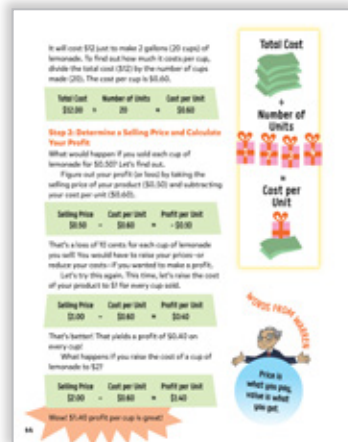 It will cost $12 just to make 2 gallons (20 cups) of
lemonade. To find out how much it costs per cup,
divide the total cost ($12) by the number of cups
made (20). The cost per cup is $0.60.
Total Cost Number of Units Cost per Unit
$12.00 ÷ 20 = $0.60
Step 2: Determine a Selling Price and Calculate
Your Profit
What would happen if you sold each cup of
lemonade for $0.50? Let's find out.
Figure out your profit (or loss) by taking the
selling price of your product ($0.50) and subtracting
your cost per unit ($0.60).
Selling Price Cost per Unit Profit per Unit
$0.50 - $0.60 = - $0.10
That's a loss of 10 cents for each cup of lemonade
you sell! You would have to raise your prices—or
reduce your costs—if you wanted to make a profit.
Let's try this again. This time, let's raise the cost
of your product to $1 for every cup sold.
Selling Price Cost per Unit Profit per Unit
$1.00 - $0.60 = $0.40
That's better! That yields a profit of $0.40 on
every cup!
What happens if you raise the cost of a cup of
lemonade to $2?
Selling Price Cost per Unit Profit per Unit
$2.00 - $0.60 = $1.40
Wow! $1.40 profit per cup is great!
66
Total Cost
÷
Number of
Units
=
Cost per
Unit
WORDS FROM WARREN
Price is
what you pay,
value is what
you get.